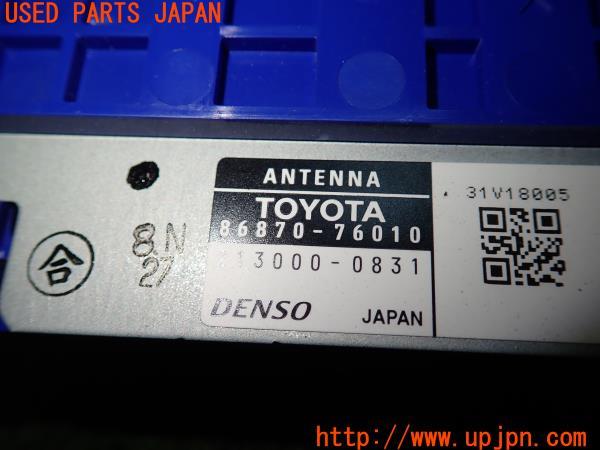 USED PARTS JAPAN
ANTENNA
TOYOTA
86870-76010
13000-0831
DENSO JAPAN
31V18005
合
8N
27
http://www.upjpn.com